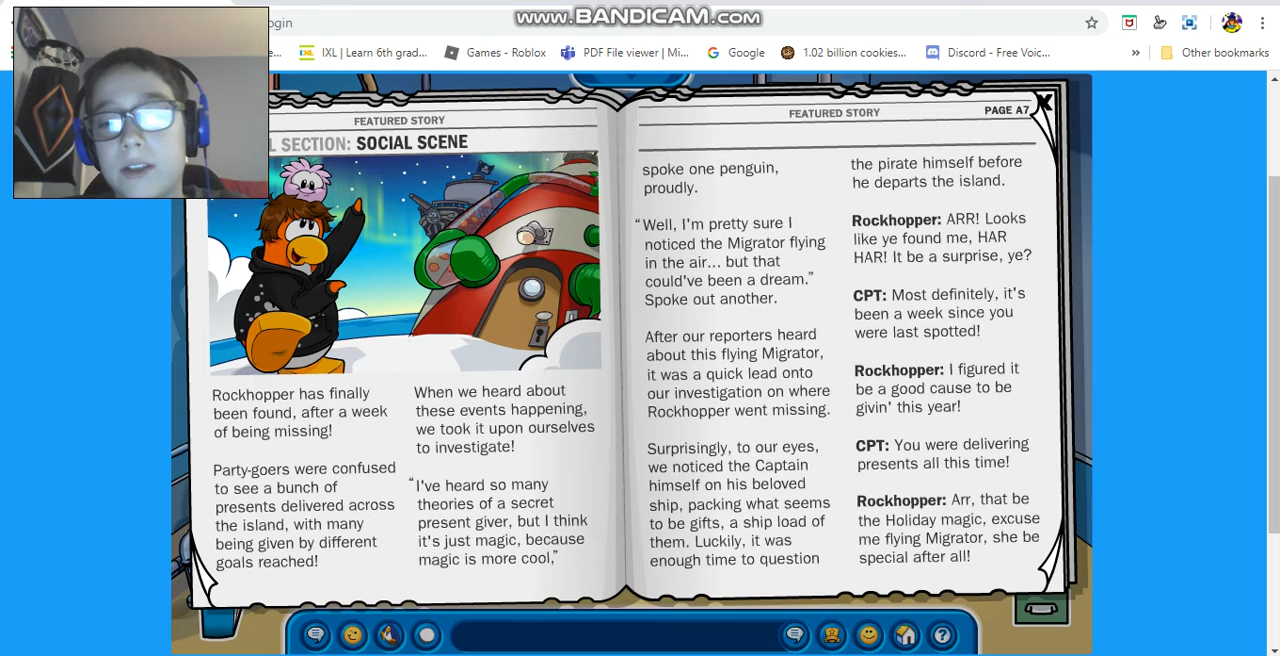 www.BANDICAM.com
ogin
e...
IXL | Learn 6th grad...
Games - Roblox
PDF File viewer | Mi...
Google
1.02 billion cookies...
Discord - Free Voic...
»
Other bookmarks
FEATURED STORY
L SECTION: SOCIAL SCENE
Rockhopper has finally
been found, after a week
of being missing!
Party-goers were confused
to see a bunch of
presents delivered across
the island, with many
being given by different
goals reached!
When we heard about
these events happening,
we took it upon ourselves
to investigate!
“I've heard so many
theories of a secret
present giver, but I think
it's just magic, because
magic is more cool,”
FEATURED STORY
PAGE A7
X
spoke one penguin,
proudly.
“Well, I'm pretty sure I
noticed the Migrator flying
in the air... but that
could've been a dream.”
Spoke out another.
After our reporters heard
about this flying Migrator,
it was a quick lead onto
our investigation on where
Rockhopper went missing.
Surprisingly, to our eyes,
we noticed the Captain
himself on his beloved
ship, packing what seems
to be gifts, a ship load of
them. Luckily, it was
enough time to question
the pirate himself before
he departs the island.
Rockhopper: ARR! Looks
like ye found me, HAR
HAR! It be a surprise, ye?
CPT: Most definitely, it's
been a week since you
were last spotted!
Rockhopper: I figured it
be a good cause to be
givin' this year!
CPT: You were delivering
presents all this time!
Rockhopper: Arr, that be
the Holiday magic, excuse
me flying Migrator, she be
special after all!
?